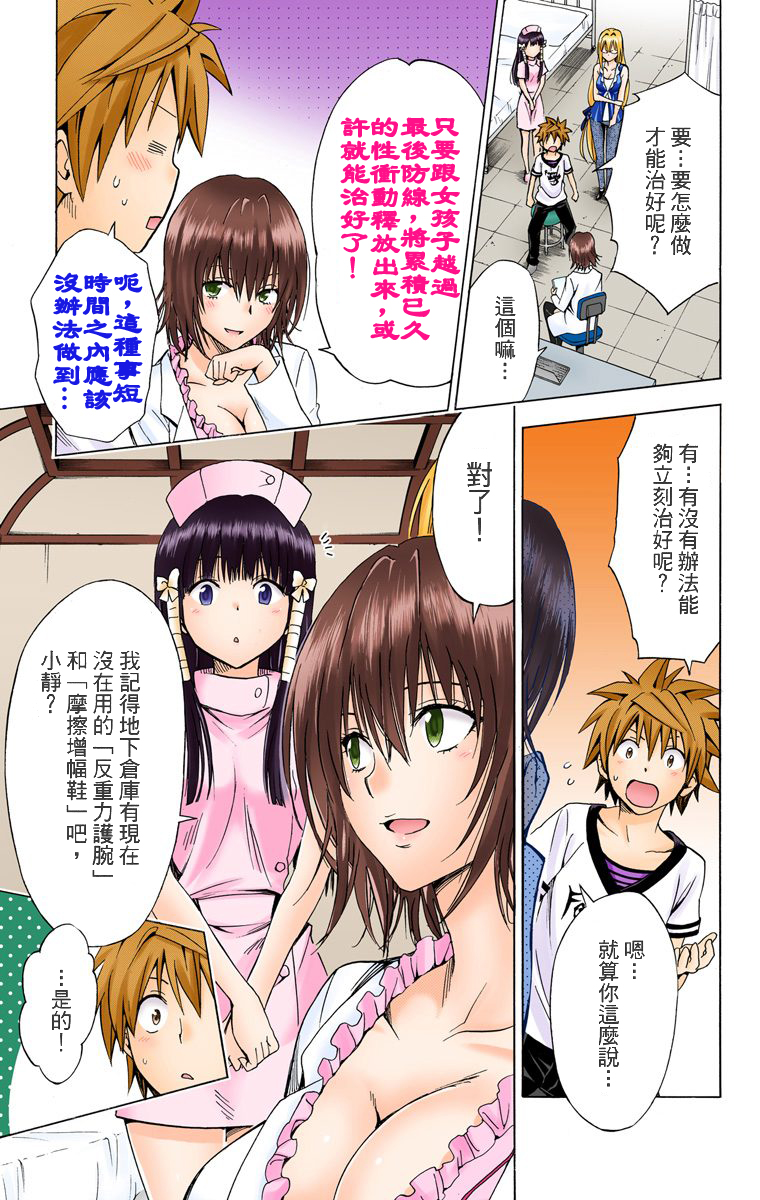 要…要怎麼做
才能治好呢？
這個嘛…
只要跟女孩子越過
最後防線，將累積已久
的性衝動釋放出來，或
許就能治好了！
呃，這種事短
時間之內應該
沒辦法做到…
有…有沒有辦法能
夠立刻治好呢？
嗯…
就算你這麼說…
對了！
我記得地下倉庫有現在
沒在用的「反重力護腕」
和「摩擦增幅鞋」吧，
小靜？
…是的！